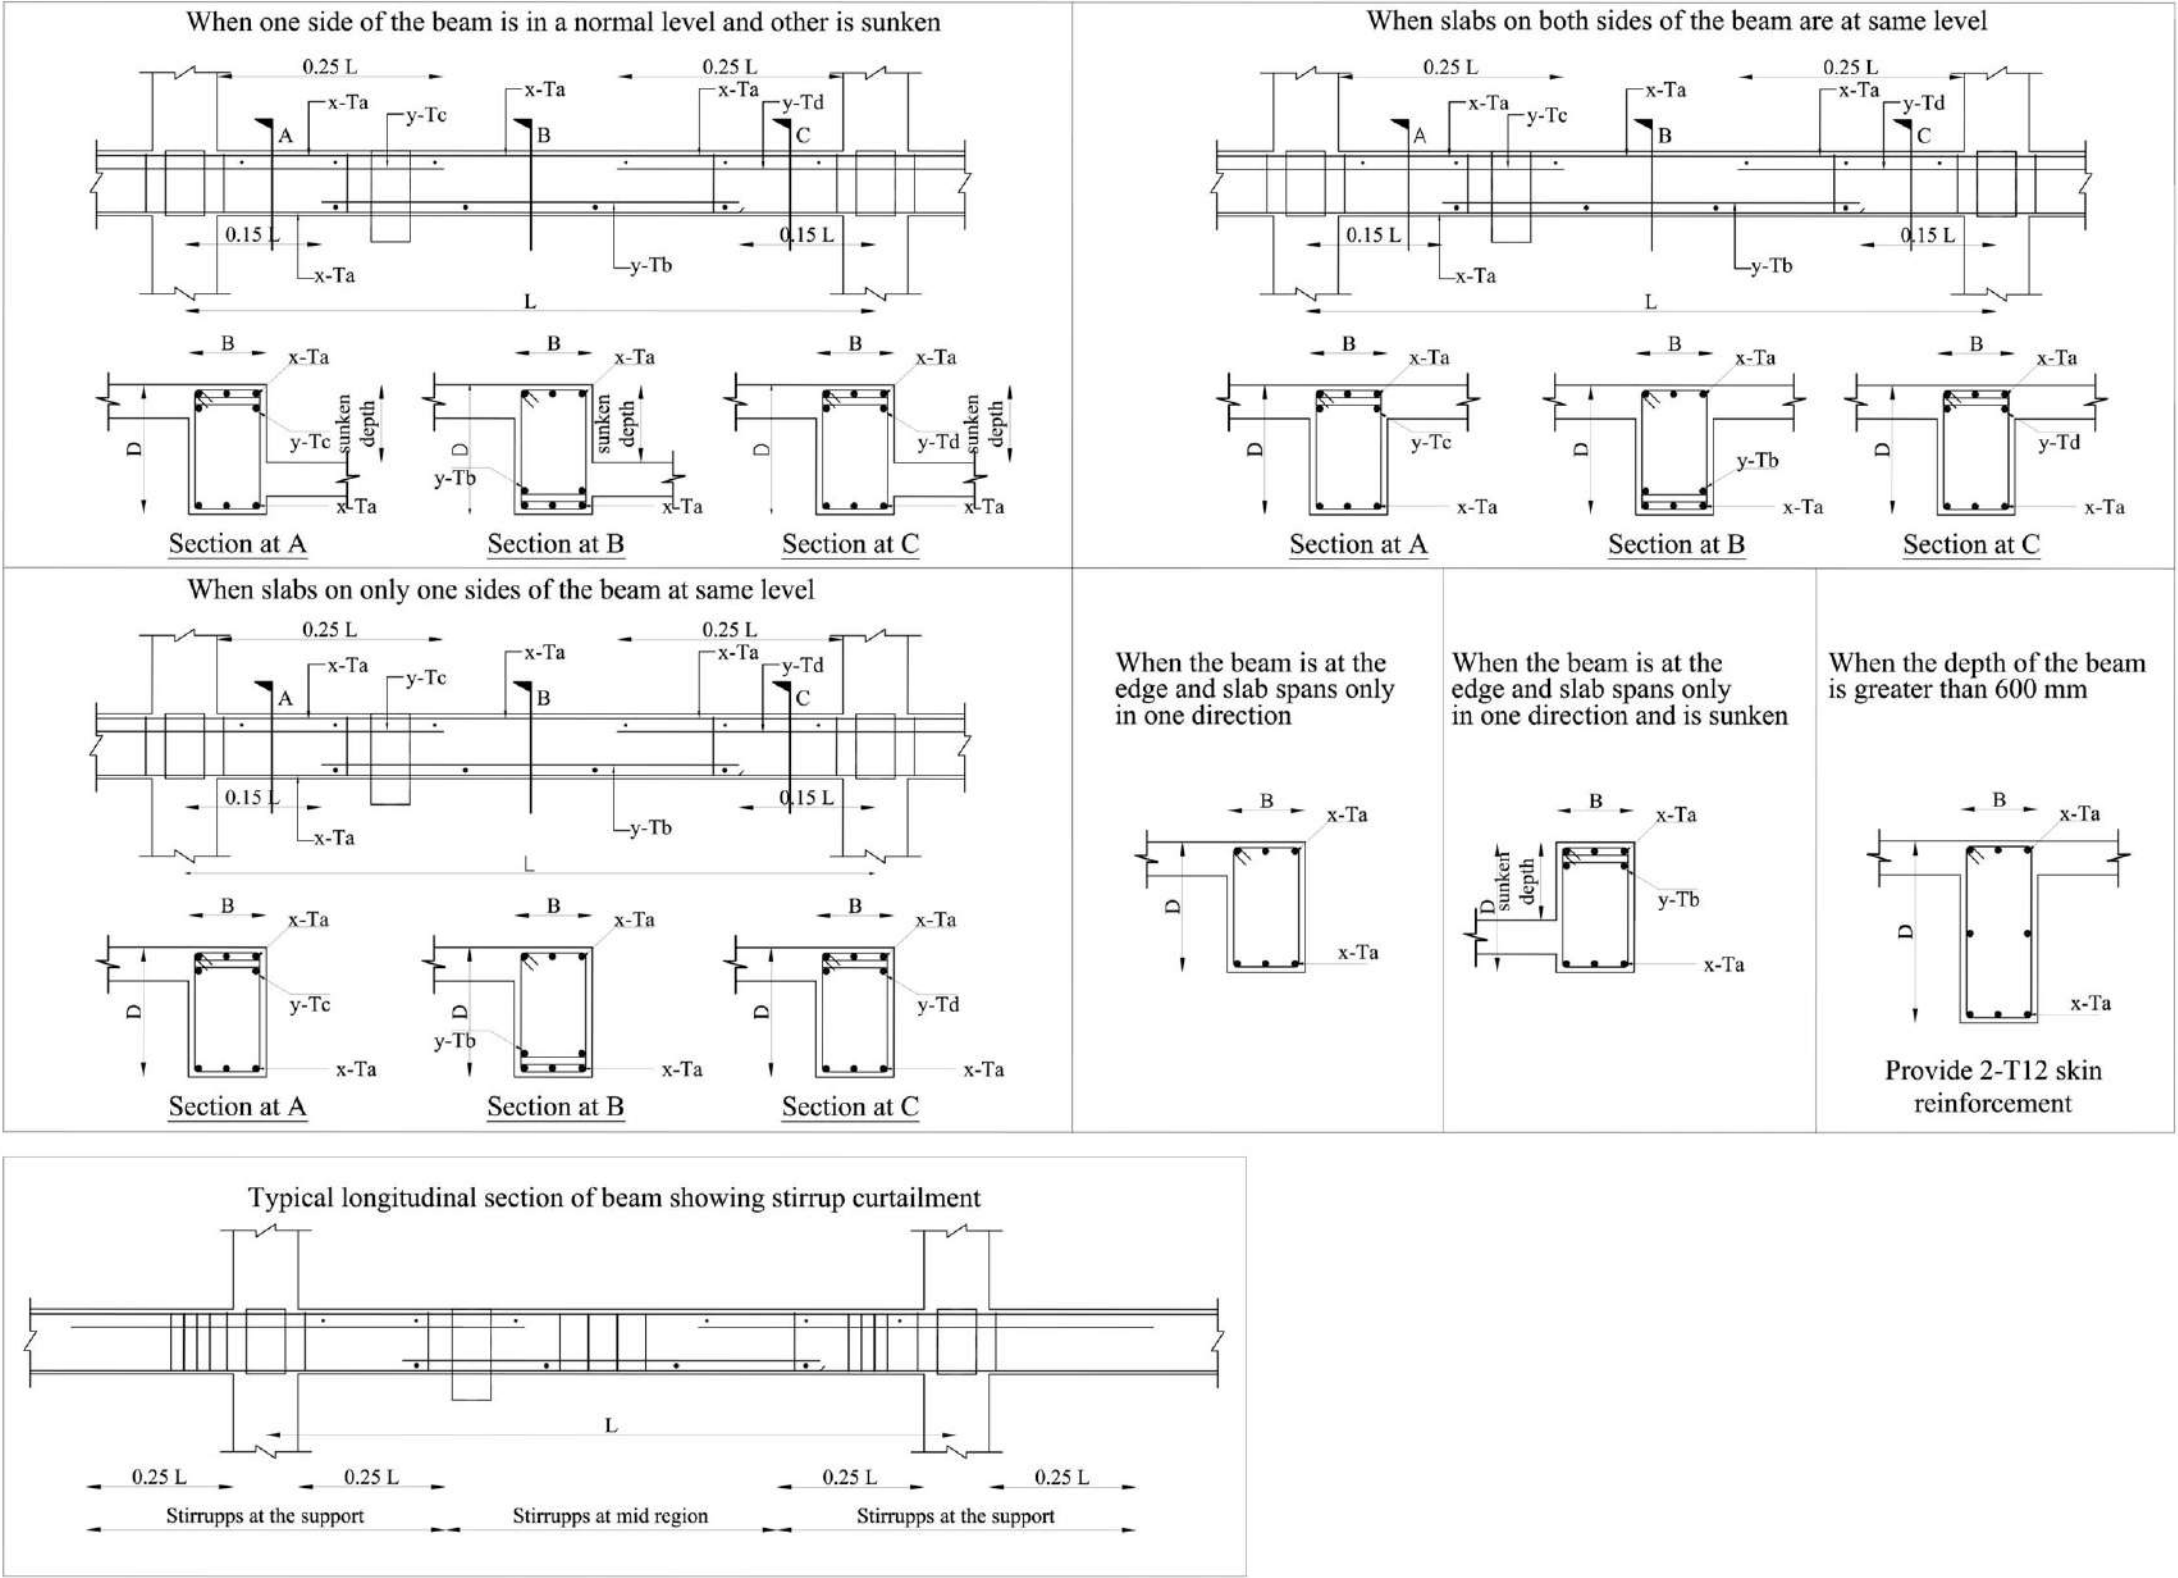 When one side of the beam is in a normal level and other is sunken
0.25 L
0.25 L
x-Ta
y-Tc
x-Ta
x-Ta
y-Td
A
B
C
0.15 L
0.15 L
x-Ta
y-Tb
L
B
x-Ta
D
y-Tc
sunken
depth
x-Ta
Section at A
B
x-Ta
D
y-Tb
sunken
depth
x-Ta
Section at B
B
x-Ta
D
y-Td
sunken
depth
x-Ta
Section at C
When slabs on both sides of the beam are at same level
0.25 L
0.25 L
x-Ta
y-Tc
x-Ta
x-Ta
y-Td
A
B
C
0.15 L
0.15 L
x-Ta
y-Tb
L
B
x-Ta
D
y-Tc
x-Ta
Section at A
B
x-Ta
D
y-Tb
x-Ta
Section at B
B
x-Ta
D
y-Td
x-Ta
Section at C
When slabs on only one sides of the beam at same level
0.25 L
0.25 L
x-Ta
y-Tc
x-Ta
x-Ta
y-Td
A
B
C
0.15 L
0.15 L
x-Ta
y-Tb
L
B
x-Ta
D
y-Tc
x-Ta
Section at A
B
x-Ta
D
y-Tb
x-Ta
Section at B
B
x-Ta
D
y-Td
x-Ta
Section at C
When the beam is at the
edge and slab spans only
in one direction
B
x-Ta
D
x-Ta
When the beam is at the
edge and slab spans only
in one direction and is sunken
B
x-Ta
D
sunken
depth
y-Tb
x-Ta
When the depth of the beam
is greater than 600 mm
B
x-Ta
D
x-Ta
Provide 2-T12 skin
reinforcement
Typical longitudinal section of beam showing stirrup curtailment
L
0.25 L
0.25 L
0.25 L
0.25 L
Stirrupps at the support
Stirrupps at mid region
Stirrupps at the support